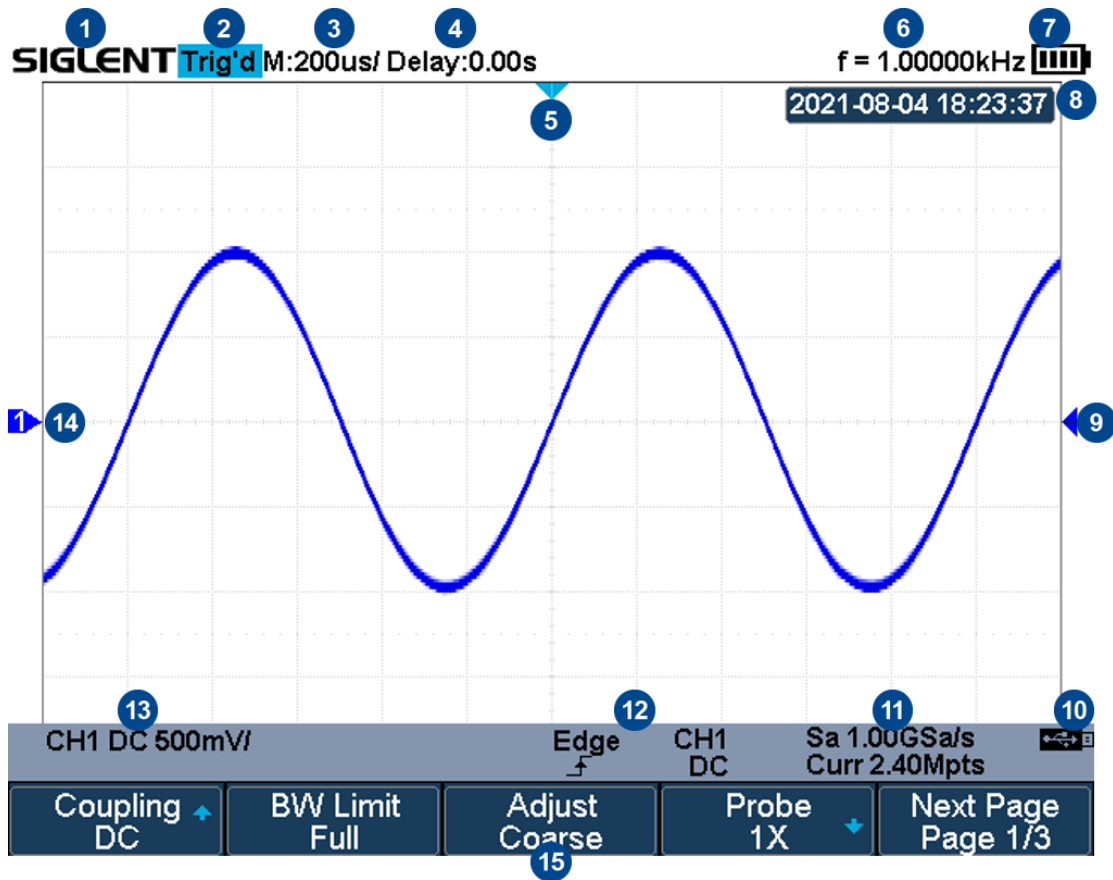 1 2 3 4 6 7
SIGLENT Trig'd M:200us/ Delay:0.00s f = 1.00000kHz
5
2021-08-04 18:23:37 8
1 14 9
13 12 11 10
CH1 DC 500mV/ Edge CH1 Sa 1.00GSa/s
DC Curr 2.40Mpts
Coupling BW Limit Adjust Probe Next Page
DC Full Coarse 1X Page 1/3
15